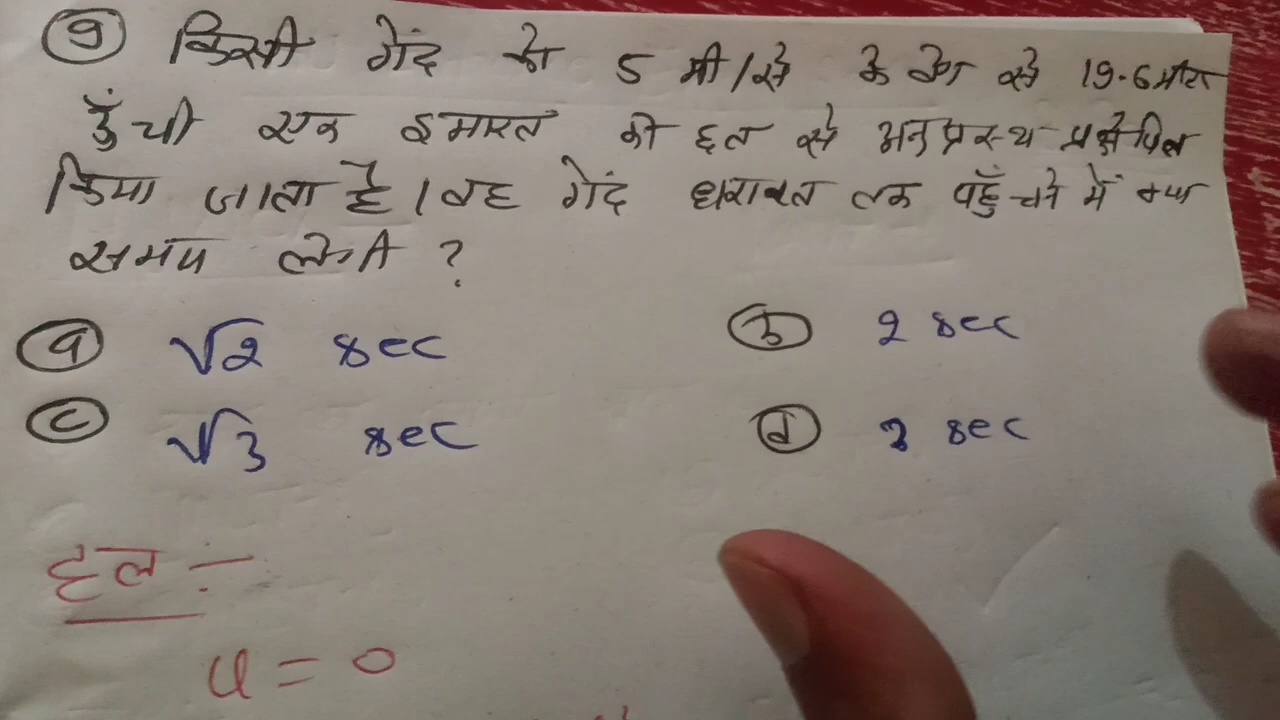 9 किसी गेंद को 5 मी/से के वेग से 19.6 मीटर
ऊँची एक इमारत की छत से अनुप्रस्थ प्रक्षेपित
किया जाता है। वह गेंद धरातल तक पहुँचने में क्या
समय लेगा ?
a √2 sec b 2 sec
c √3 sec d 3 sec
हल :-
u = 0